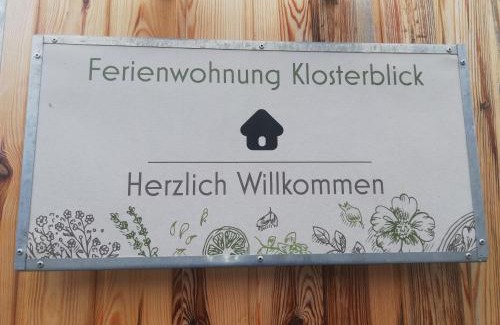 Ferienwohnung Klosterblick
Herzlich Willkommen